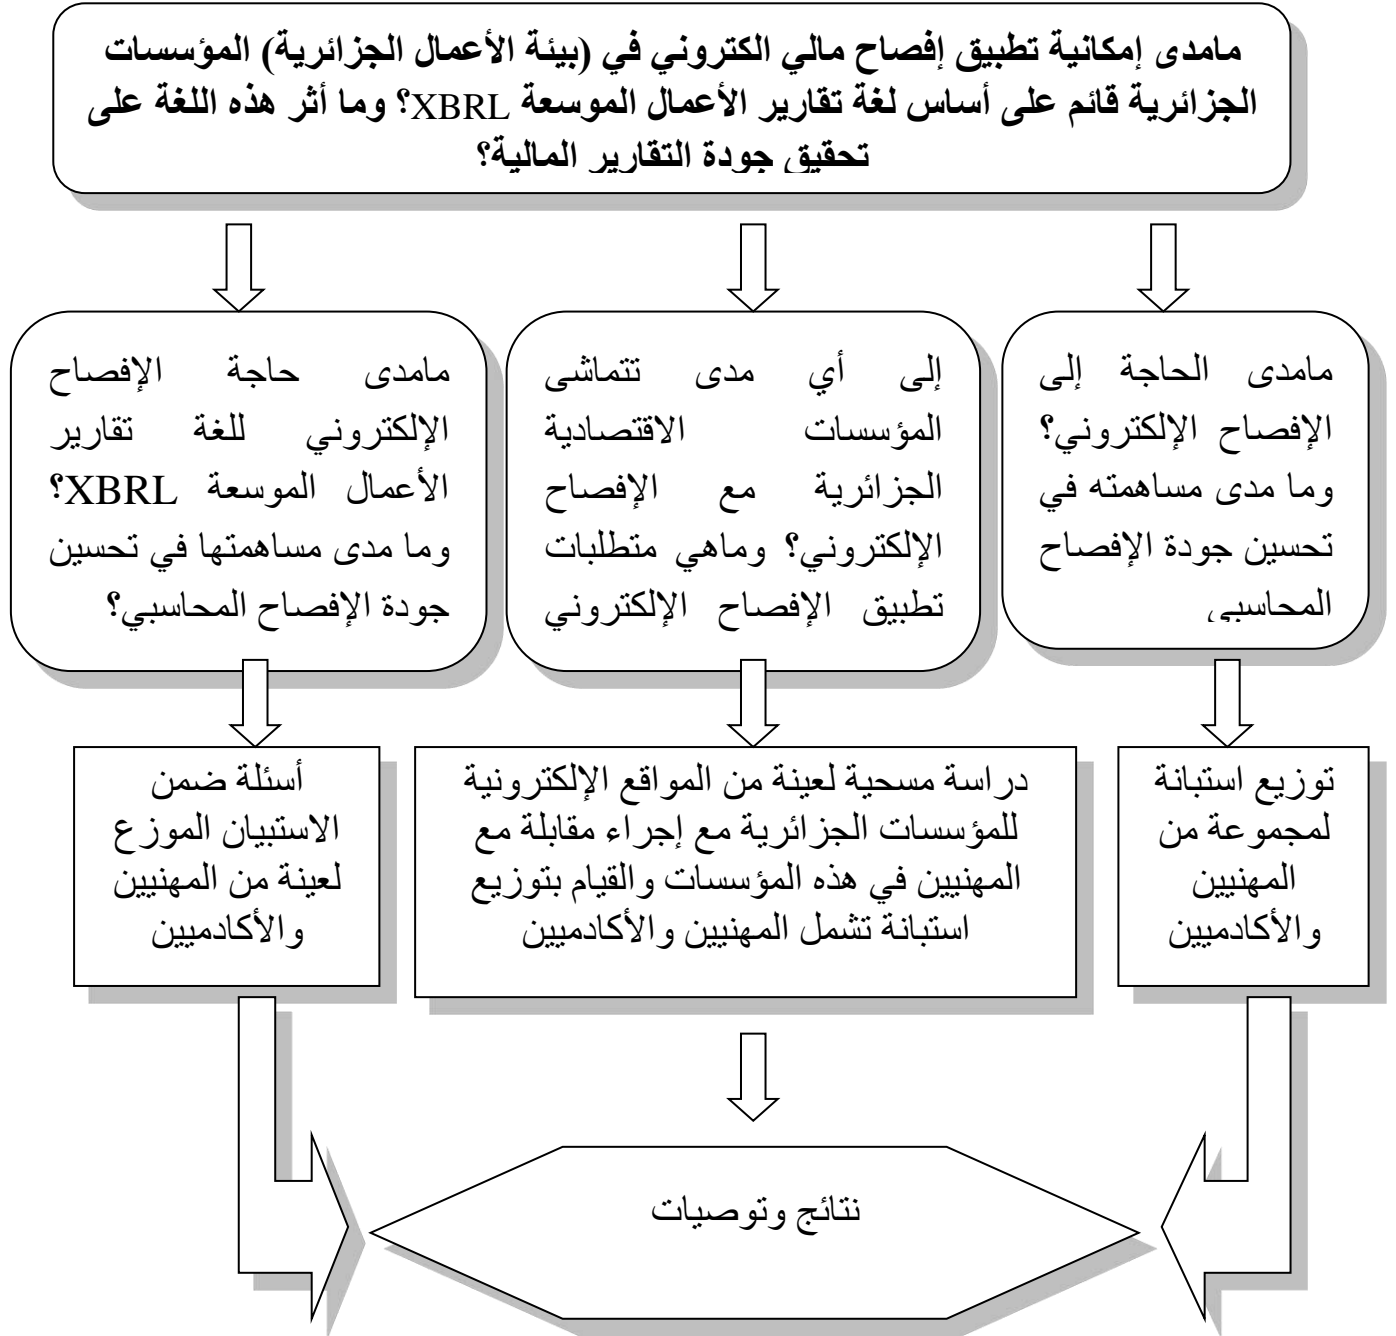 مامدى إمكانية تطبيق إفصاح مالي الكتروني في (بيئة الأعمال الجزائرية) المؤسسات
الجزائرية قائم على أساس لغة تقارير الأعمال الموسعة XBRL؟ وما أثر هذه اللغة على
تحقيق جودة التقارير المالية؟
مامدى الحاجة إلى
الإفصاح الإلكتروني؟
وما مدى مساهمته في
تحسين جودة الإفصاح
المحاسبي
إلى أي مدى تتماشى
المؤسسات الاقتصادية
الجزائرية مع الإفصاح
الإلكتروني؟ وماهي متطلبات
تطبيق الإفصاح الإلكتروني
مامدى حاجة الإفصاح
الإلكتروني للغة تقارير
الأعمال الموسعة XBRL؟
وما مدى مساهمتها في تحسين
جودة الإفصاح المحاسبي؟
توزيع استبانة
لمجموعة من
المهنيين
والأكادميين
دراسة مسحية لعينة من المواقع الإلكترونية
للمؤسسات الجزائرية مع إجراء مقابلة مع
المهنيين في هذه المؤسسات والقيام بتوزيع
استبانة تشمل المهنيين والأكادميين
أسئلة ضمن
الاستبيان الموزع
لعينة من المهنيين
والأكادميين
نتائج وتوصيات